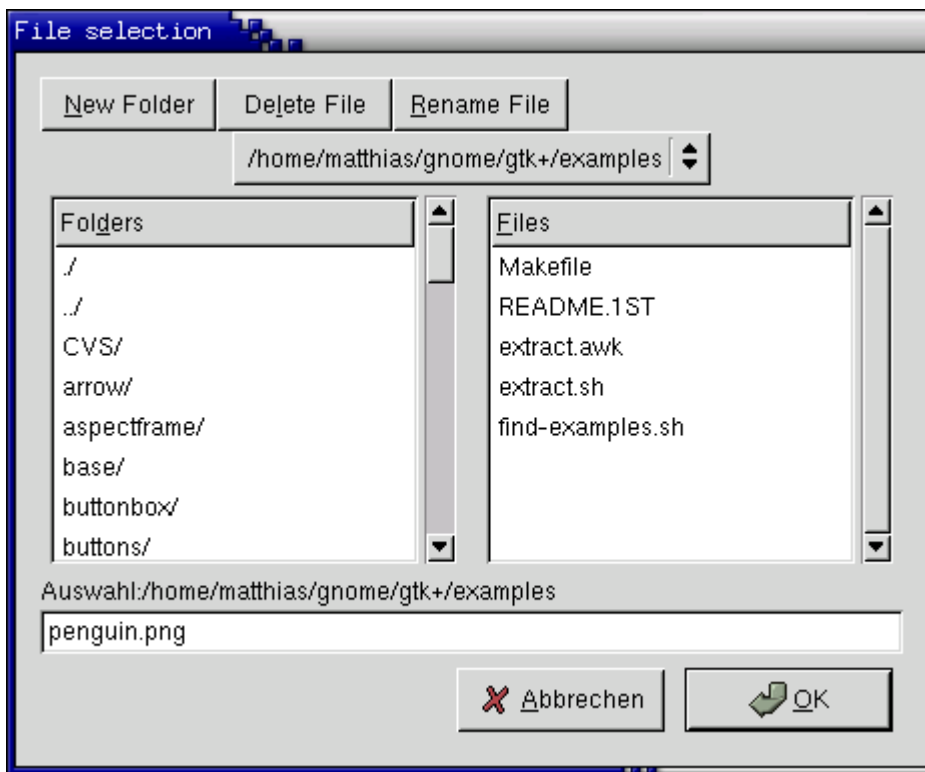 File selection
New Folder Delete File Rename File
/home/matthias/gnome/gtk+/examples
Folders
./
../
CVS/
arrow/
aspectframe/
base/
buttonbox/
buttons/
Files
Makefile
README.1ST
extract.awk
extract.sh
find-examples.sh
Auswahl:/home/matthias/gnome/gtk+/examples
penguin.png
Abbrechen OK